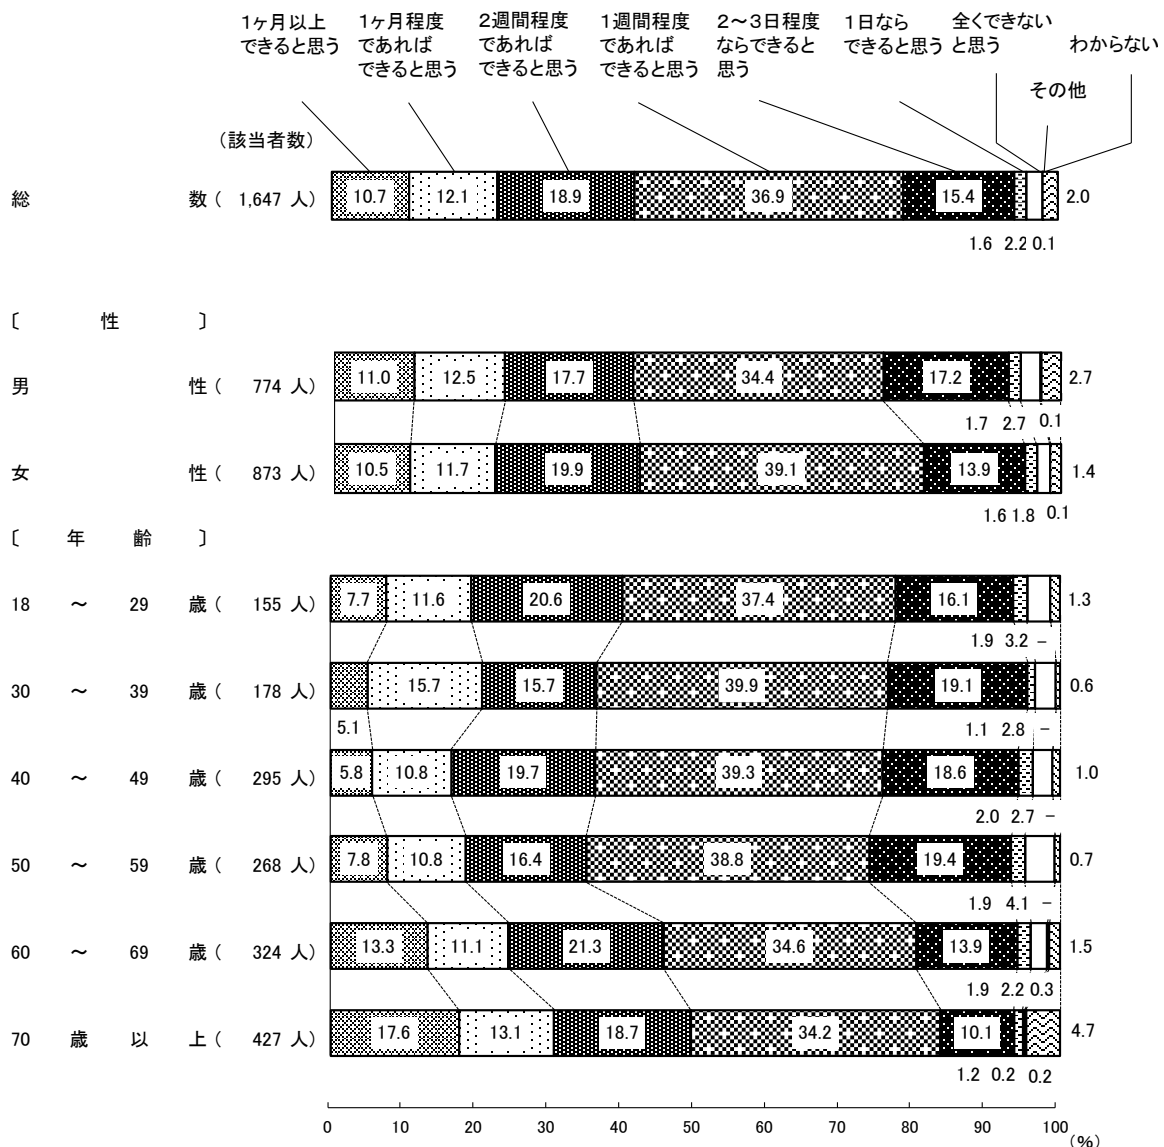 1ヶ月以上
できると思う
1ヶ月程度
であれば
できると思う
2週間程度
であれば
できると思う
1週間程度
であれば
できると思う
2～3日程度
ならできると
思う
1日なら
できると思う
全くできない
と思う
その他
わからない
（該当者数）
総 数 ( 1,647 人) 10.7 12.1 18.9 36.9 15.4 2.0
1.6 2.2 0.1
〔 性 〕
男 性 ( 774 人) 11.0 12.5 17.7 34.4 17.2 2.7
1.7 2.7 0.1
女 性 ( 873 人) 10.5 11.7 19.9 39.1 13.9 1.4
1.6 1.8 0.1
〔 年 齢 〕
18 ～ 29 歳 ( 155 人) 7.7 11.6 20.6 37.4 16.1 1.3
1.9 3.2 －
30 ～ 39 歳 ( 178 人) 15.7 15.7 39.9 19.1 0.6
5.1 1.1 2.8 －
40 ～ 49 歳 ( 295 人) 5.8 10.8 19.7 39.3 18.6 1.0
2.0 2.7 －
50 ～ 59 歳 ( 268 人) 7.8 10.8 16.4 38.8 19.4 0.7
1.9 4.1 －
60 ～ 69 歳 ( 324 人) 13.3 11.1 21.3 34.6 13.9 1.5
1.9 2.2 0.3
70 歳 以 上 ( 427 人) 17.6 13.1 18.7 34.2 10.1 4.7
1.2 0.2 0.2
0 10 20 30 40 50 60 70 80 90 100
(%)